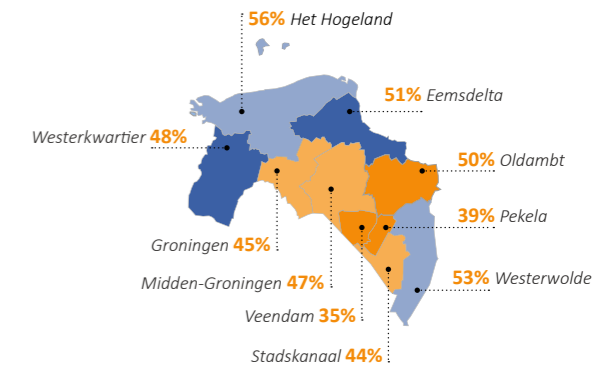 56% Het Hogeland
51% Eemsdelta
Westerkwartier 48%
50% Oldambt
39% Pekela
Groningen 45%
53% Westerwolde
Midden-Groningen 47%
Veendam 35%
Stadskanaal 44%